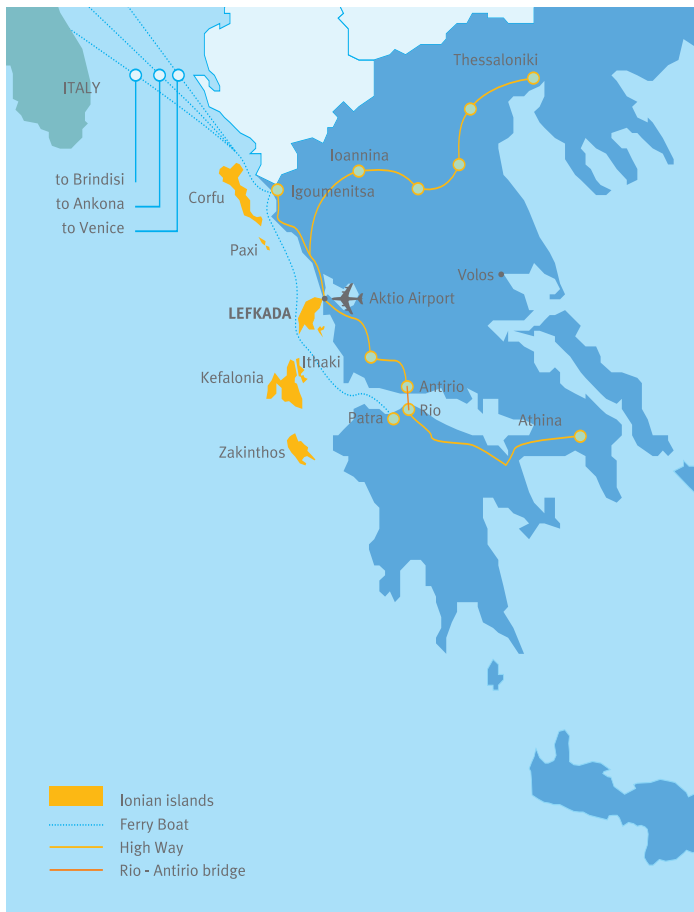 Thessaloniki
ITALY
Ioannina
to Brindisi
Igoumenitsa
Corfu
to Ankona
to Venice
Paxi
Volos
Aktio Airport
LEFKADA
Ithaki
Kefalonia
Antirio
Rio
Patra
Athina
Zakinthos
Ionian islands
Ferry Boat
High Way
Rio - Antirio bridge